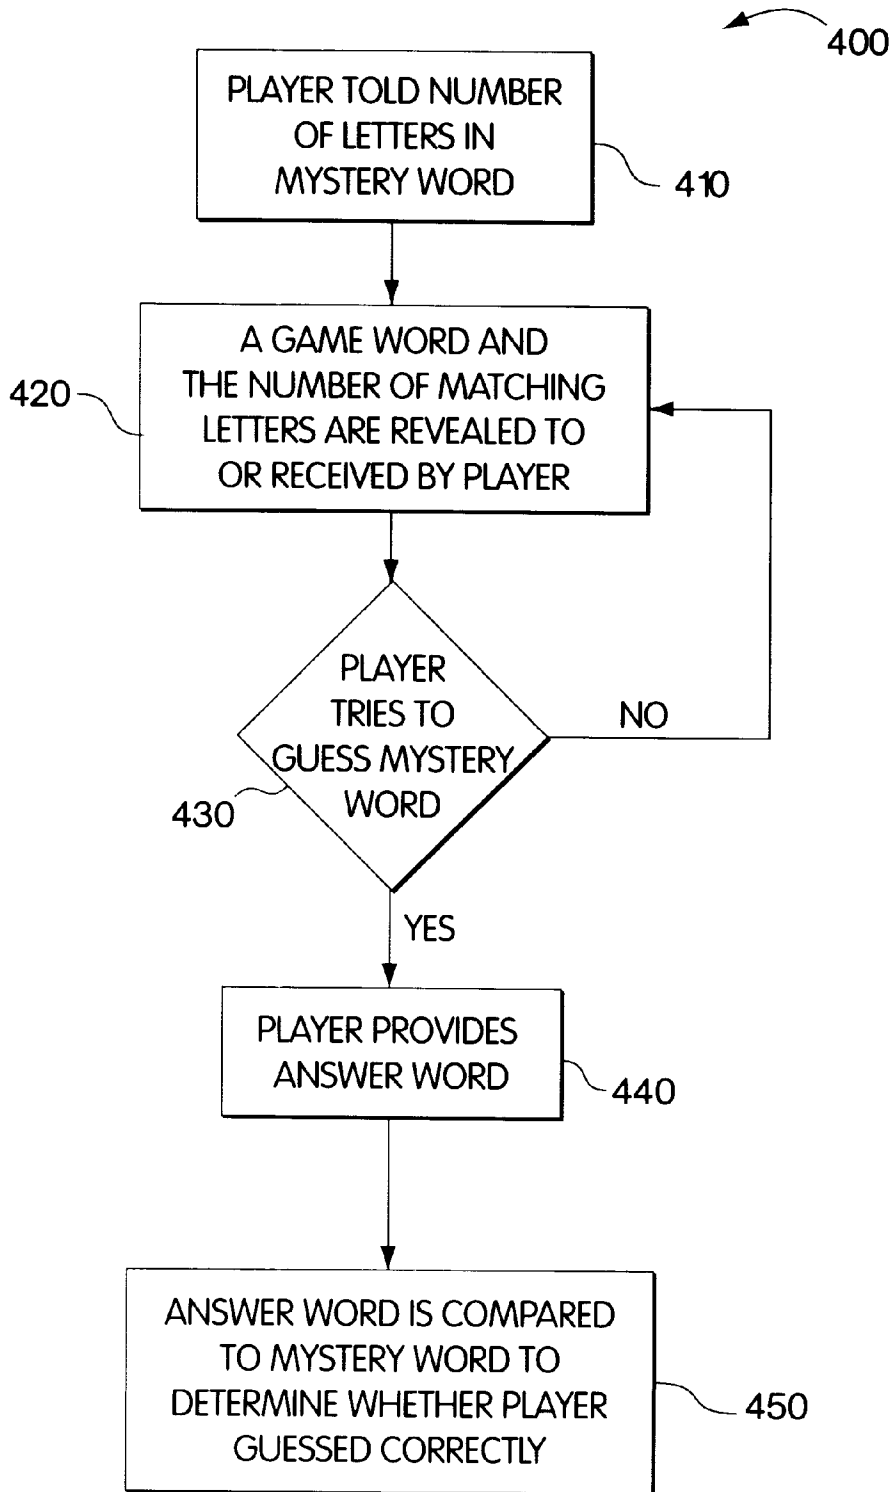 400
PLAYER TOLD NUMBER
OF LETTERS IN
MYSTERY WORD
410
A GAME WORD AND
THE NUMBER OF MATCHING
LETTERS ARE REVEALED TO
OR RECEIVED BY PLAYER
420
PLAYER
TRIES TO
GUESS MYSTERY
WORD
430
NO
YES
PLAYER PROVIDES
ANSWER WORD
440
ANSWER WORD IS COMPARED
TO MYSTERY WORD TO
DETERMINE WHETHER PLAYER
GUESSED CORRECTLY
450